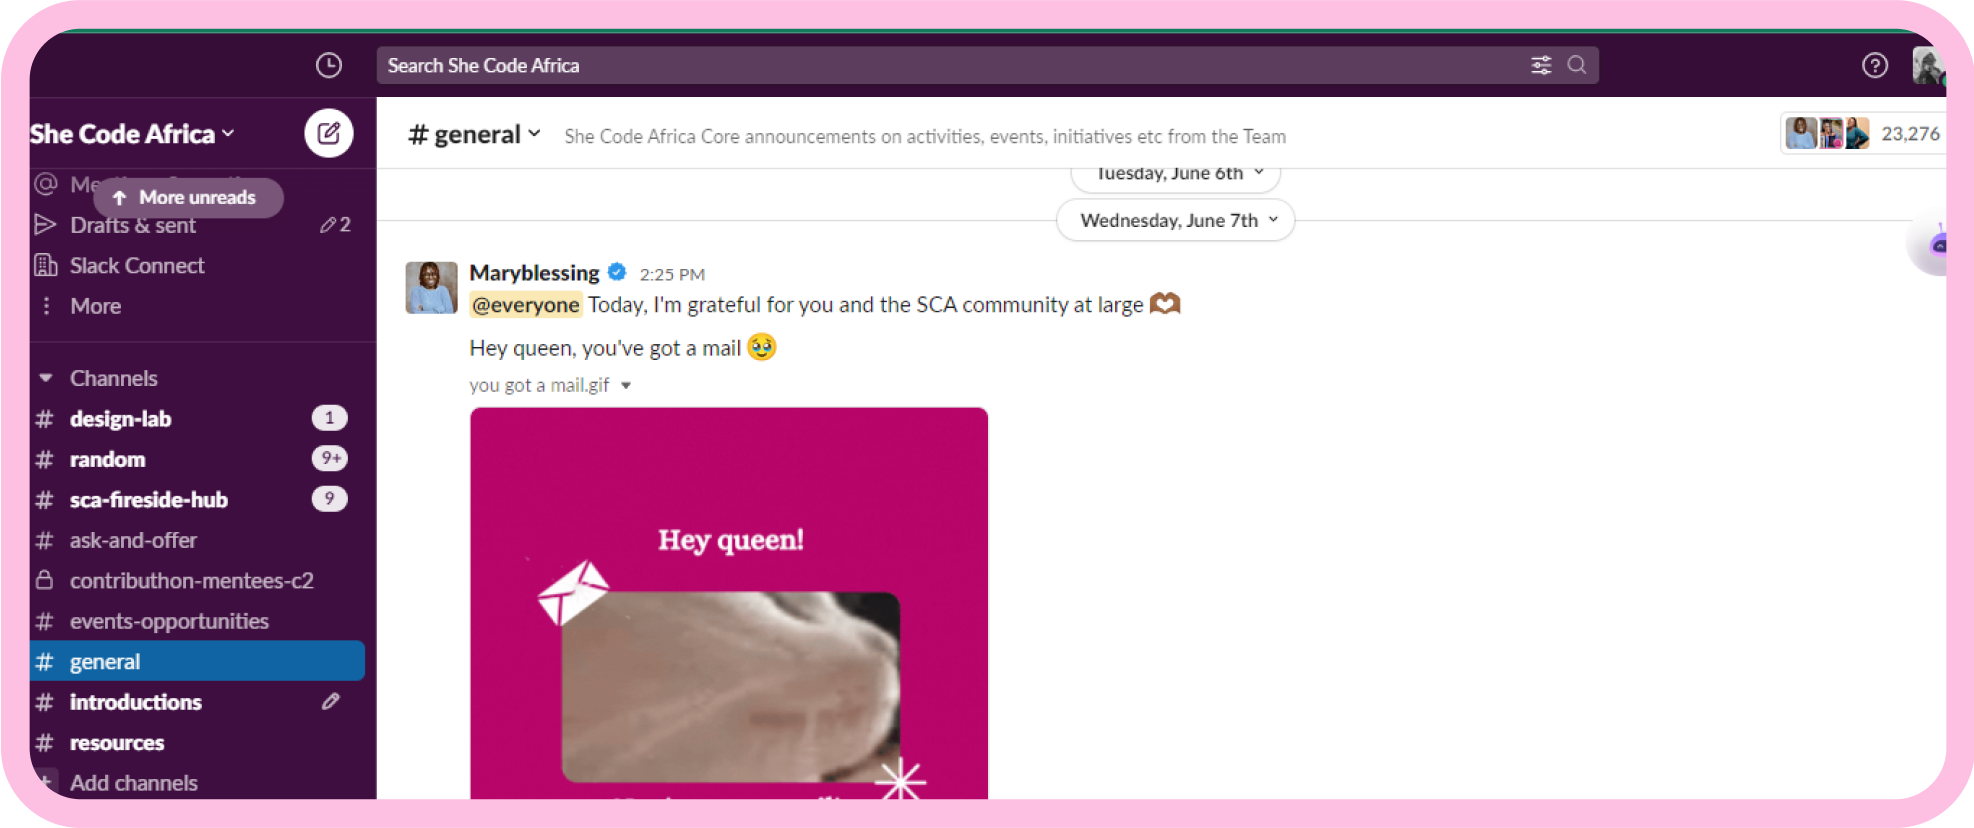 Search She Code Africa
She Code Africa
More unreads
Drafts & sent
2
Slack Connect
More
Channels
# design-lab
1
# random
9+
# sca-fireside-hub
9
# ask-and-offer
contributhon-mentees-c2
# events-opportunities
# general
# introductions
# resources
+ Add channels
# general
She Code Africa Core announcements on activities, events, initiatives etc from the Team
23,276
Tuesday, June 6th
Wednesday, June 7th
Maryblessing 2:25 PM
@everyone Today, I'm grateful for you and the SCA community at large 🫶🏾
Hey queen, you've got a mail 🥹
you got a mail.gif
Hey queen!